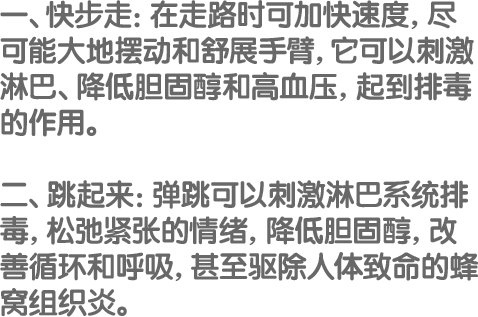 一、快步走：在走路时可加快速度，尽
可能大地摆动和舒展手臂，它可以刺激
淋巴、降低胆固醇和高血压，起到排毒
的作用。
二、跳起来：弹跳可以刺激淋巴系统排
毒，松弛紧张的情绪，降低胆固醇，改
善循环和呼吸，甚至驱除人体致命的蜂
窝组织炎。